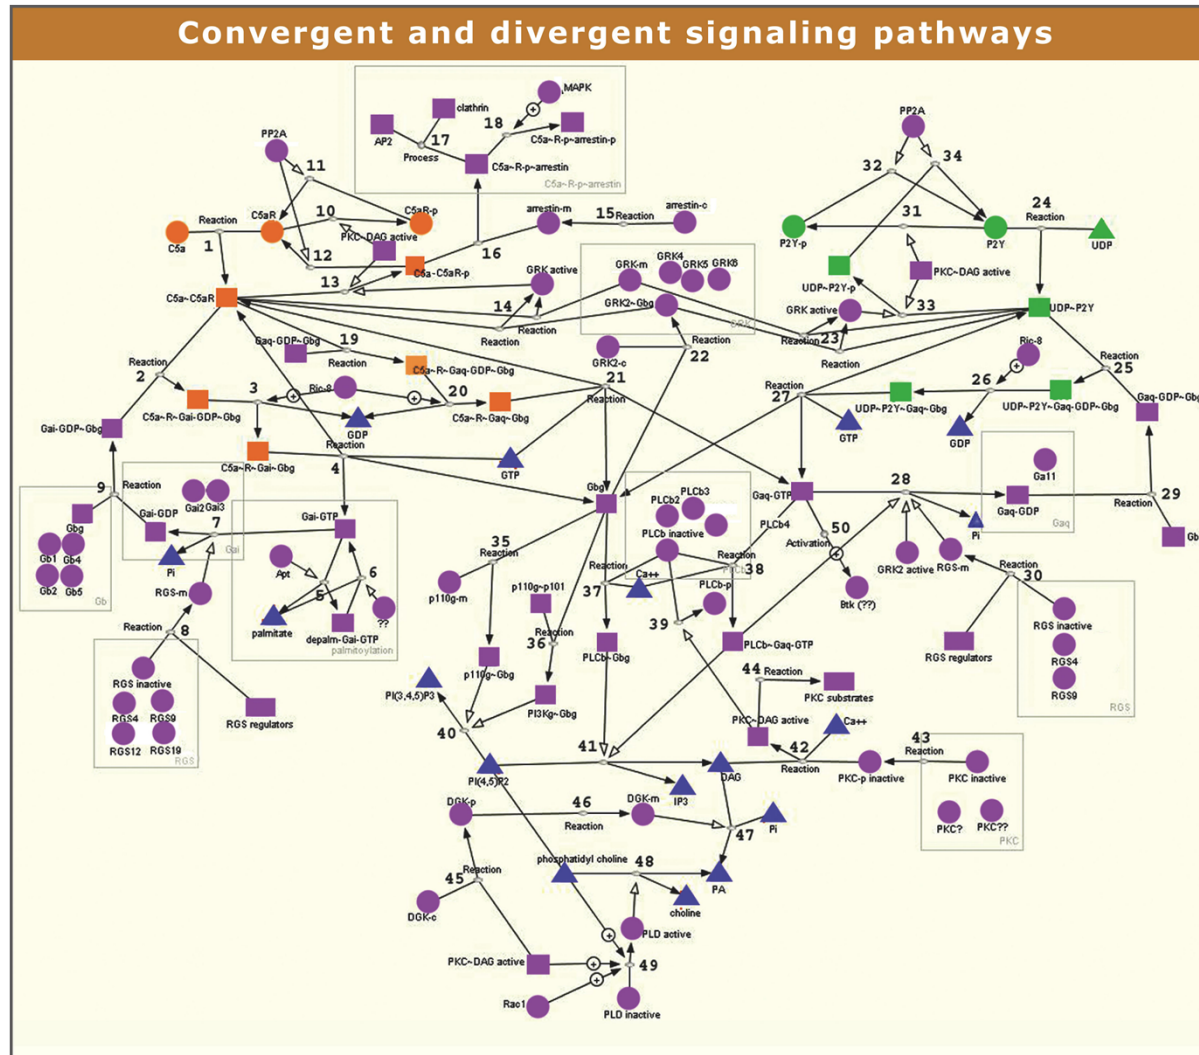 Convergent and divergent signaling pathways
MAPK
clathrin
18
AP2
17
C5a~R-p~arrestin-p
Process
C5a~R-p~arrestin
C5a~R-p~arrestin
PP2A
11
PP2A
32
34
Reaction
C5aR
10
C5aR-p
arrestin-m
15
Reaction
arrestin-c
31
24
Reaction
C5a
1
PKC~DAG active
P2Y-p
P2Y
UDP
12
16
C5a~C5aR-p
UDP~P2Y-p
PKC~DAG active
13
GRK active
GRK-m
GRK4
GRK5
GRK6
C5a~C5aR
14
GRK2~Gbg
GRK
GRK active
33
UDP~P2Y
Reaction
Reaction
23
Gaq-GDP~Gbg
19
Reaction
GRK2-c
Reaction
22
Ric-8
Reaction
2
C5a~R~Gaq-GDP~Gbg
21
Reaction
Reaction
27
26
Reaction
25
3
Ric-8
20
C5a~R~Gai-GDP~Gbg
GDP
C5a~R~Gaq~Gbg
UDP~P2Y~Gaq~Gbg
UDP~P2Y~Gaq-GDP~Gbg
Gaq-GDP~Gbg
Gai-GDP~Gbg
GTP
GDP
Reaction
4
C5a~R~Gai~Gbg
GTP
Ga11
9
Reaction
Gai2
Gai3
Gbg
PLCb2
PLCb3
Gaq-GTP
28
29
Reaction
Gbg
Gai-GDP
7
Gai
Gai-GTP
PLCb inactive
PLCb4
50
Activation
Pi
Gaq-GDP
Gaq
Gb
Gb1
Gb4
Pi
Apt
6
35
Reaction
Reaction
37
Ca++
Reaction
38
GRK2 active
RGS-m
Reaction
30
Gb2
Gb5
Gb
RGS-m
5
palmitate
depalm-Gai-GTP
??
palmitoylation
p110g-m
p110g~p101
PLCb-p
Btk (??)
Reaction
8
Reaction
36
39
RGS inactive
PLCb~Gbg
PLCb~Gaq-GTP
RGS regulators
RGS4
RGS inactive
p110g~Gbg
44
Reaction
PKC substrates
RGS9
RGS4
RGS9
RGS regulators
PI(3,4,5)P3
PI3Kg~Gbg
RGS
RGS12
RGS19
RGS
40
PKC~DAG active
Ca++
41
42
Reaction
43
Reaction
PI(4,5)P2
DAG
PKC-p inactive
PKC inactive
IP3
DGK-p
46
Reaction
DGK-m
47
Pi
PKC?
PKC??
PKC
phosphatidyl choline
48
Reaction
45
PA
choline
DGK-c
PLD active
PKC~DAG active
49
Rac1
PLD inactive